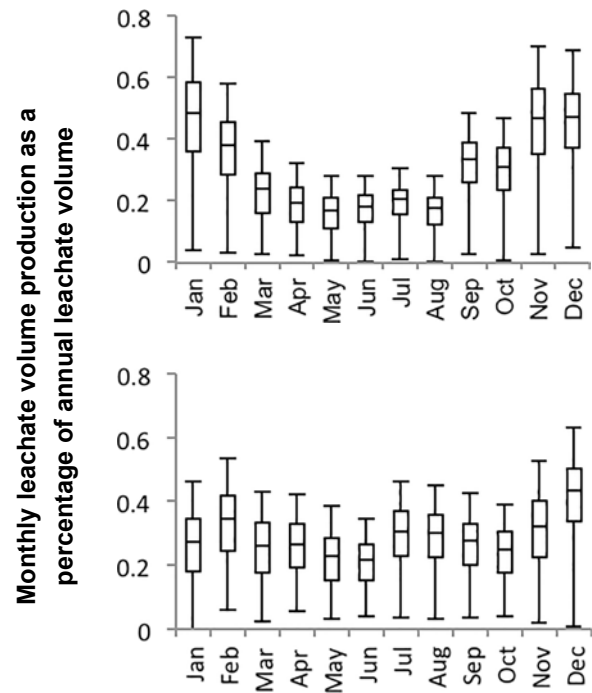 Monthly leachate volume production as a
percentage of annual leachate volume
0.8
0.6
0.4
0.2
0
Jan
Feb
Mar
Apr
May
Jun
Jul
Aug
Sep
Oct
Nov
Dec
0.8
0.6
0.4
0.2
0
Jan
Feb
Mar
Apr
May
Jun
Jul
Aug
Sep
Oct
Nov
Dec